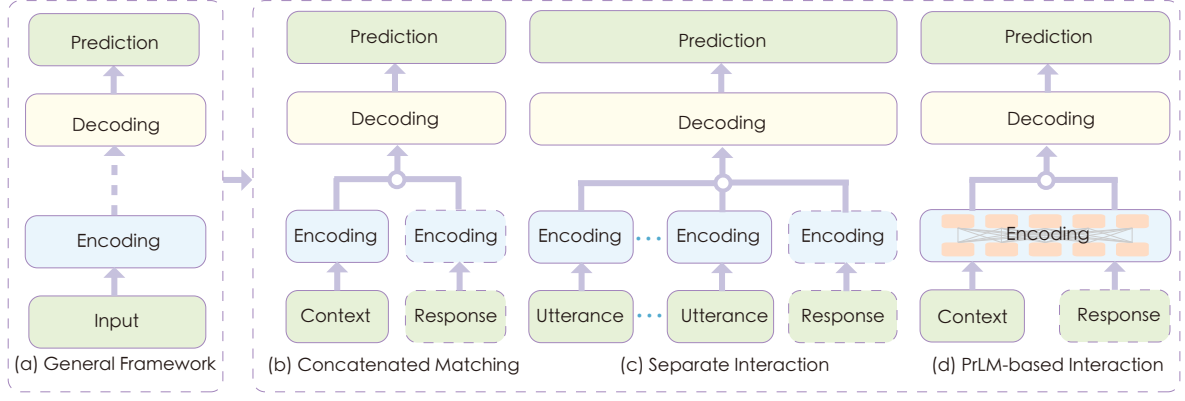 Prediction
Decoding
Encoding
Input
(a) General Framework
Prediction
Decoding
Encoding Encoding
Context Response
(b) Concatenated Matching
Prediction
Decoding
Encoding ... Encoding Encoding
Utterance ... Utterance Response
(c) Separate Interaction
Prediction
Decoding
Encoding
Context Response
(d) PrLM-based Interaction